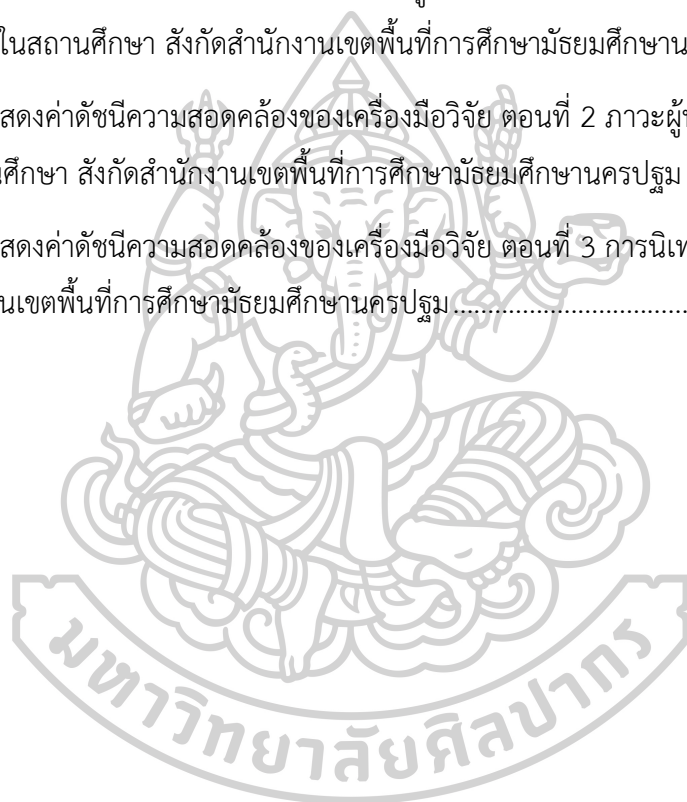 ในสถานศึกษา สังกัดสำนักงานเขตพื้นที่การศึกษามัธยมศึกษาน
สดงค่าดัชนีความสอดคล้องของเครื่องมือวิจัย ตอนที่ 2 ภาวะผู้
ศึกษา สังกัดสำนักงานเขตพื้นที่การศึกษามัธยมศึกษานครปฐม
สดงค่าดัชนีความสอดคล้องของเครื่องมือวิจัย ตอนที่ 3 การนิเ
นเขตพื้นที่การศึกษามัธยมศึกษานครปฐม.................................
มหาวิทยาลัยศิลปากร